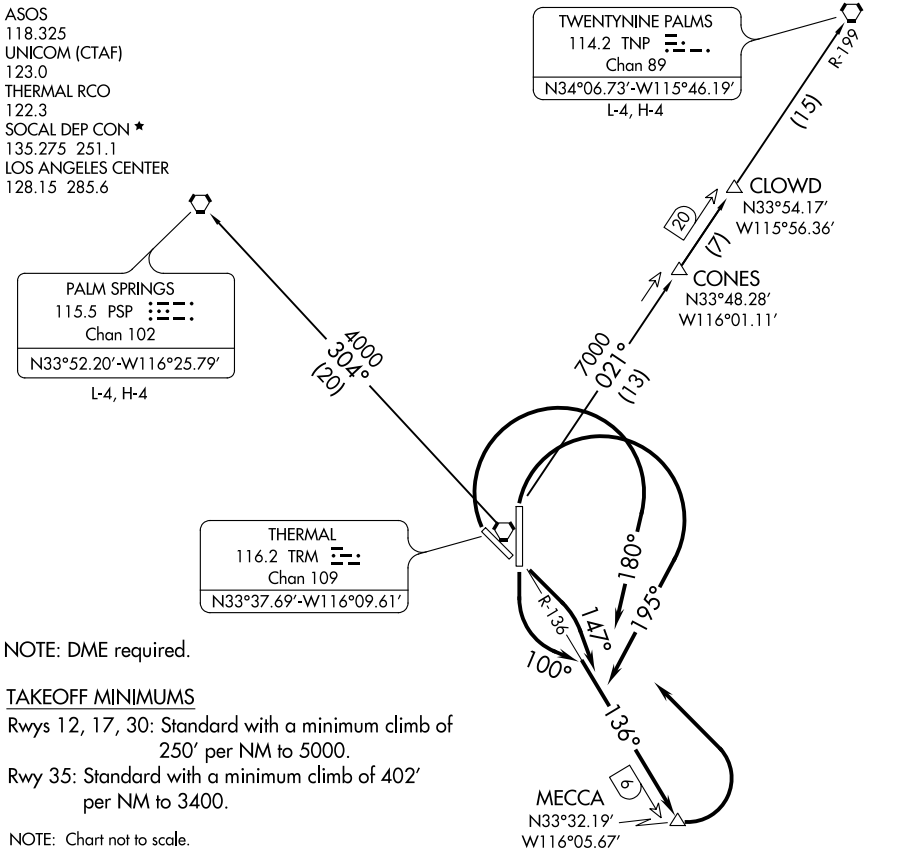 ASOS
118.325
UNICOM (CTAF)
123.0
THERMAL RCO
122.3
SOCAL DEP CON ★
135.275 251.1
LOS ANGELES CENTER
128.15 285.6
TWENTYNINE PALMS
114.2 TNP
Chan 89
N34°06.73'-W115°46.19'
L-4, H-4
R-199
(15)
CLOWD
N33°54.17'
W115°56.36'
20
(7)
CONES
N33°48.28'
W116°01.11'
7000
021°
(13)
PALM SPRINGS
115.5 PSP
Chan 102
N33°52.20'-W116°25.79'
L-4, H-4
4000
304°
(20)
THERMAL
116.2 TRM
Chan 109
N33°37.69'-W116°09.61'
180°
195°
R-136
147°
100°
136°
6
MECCA
N33°32.19'
W116°05.67'
NOTE: DME required.
TAKEOFF MINIMUMS
Rwys 12, 17, 30: Standard with a minimum climb of
250' per NM to 5000.
Rwy 35: Standard with a minimum climb of 402'
per NM to 3400.
NOTE: Chart not to scale.